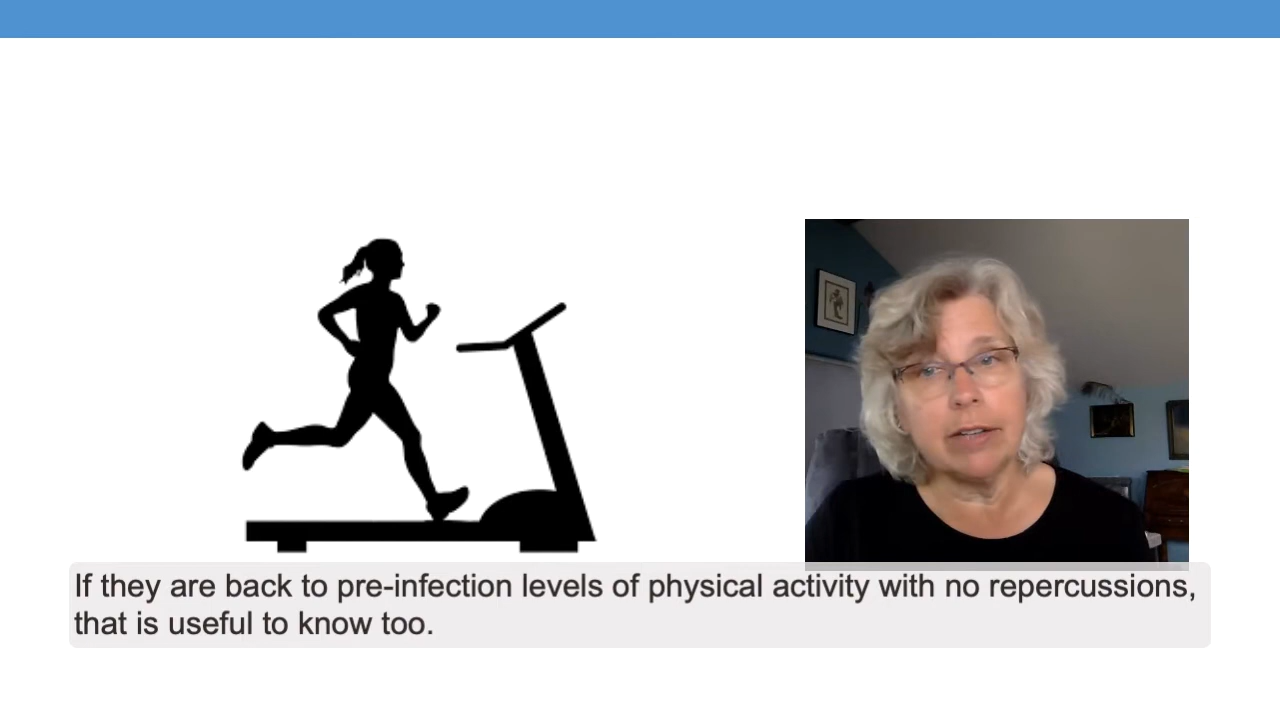 If they are back to pre-infection levels of physical activity with no repercussions,
that is useful to know too.